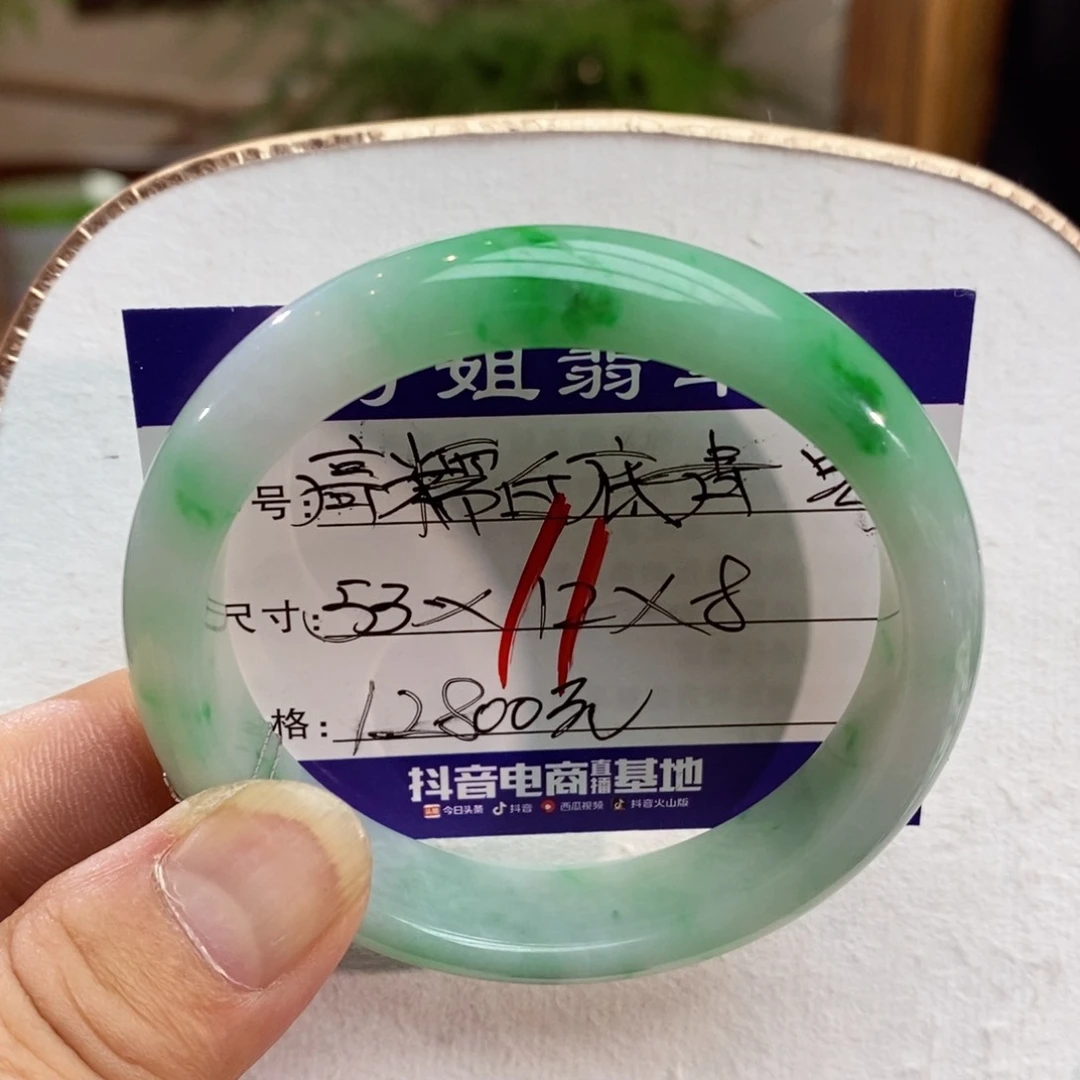 姐翡
号: 高糯白底青
尺寸: 53×12×8
格: 12800元
抖音电商直播基地
今日头条 抖音 西瓜视频 抖音火山版